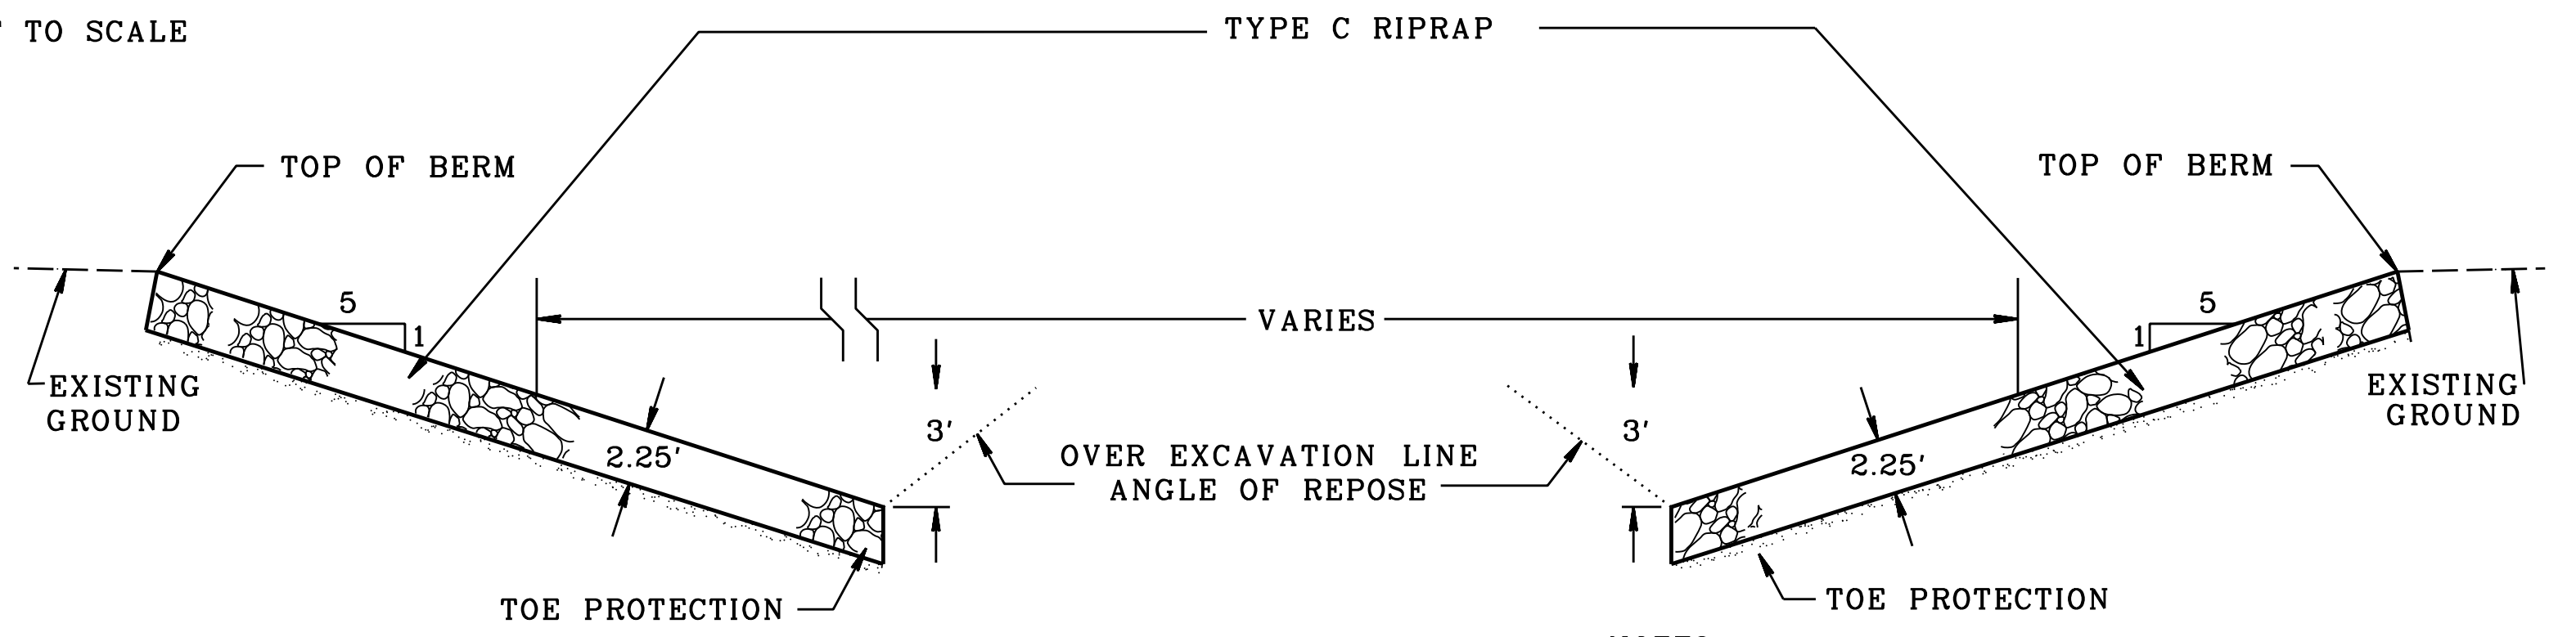 TO SCALE
TYPE C RIPRAP
TOP OF BERM
TOP OF BERM
5
1
VARIES
5
1
EXISTING
GROUND
EXISTING
GROUND
3'
3'
2.25'
2.25'
OVER EXCAVATION LINE
ANGLE OF REPOSE
TOE PROTECTION
TOE PROTECTION